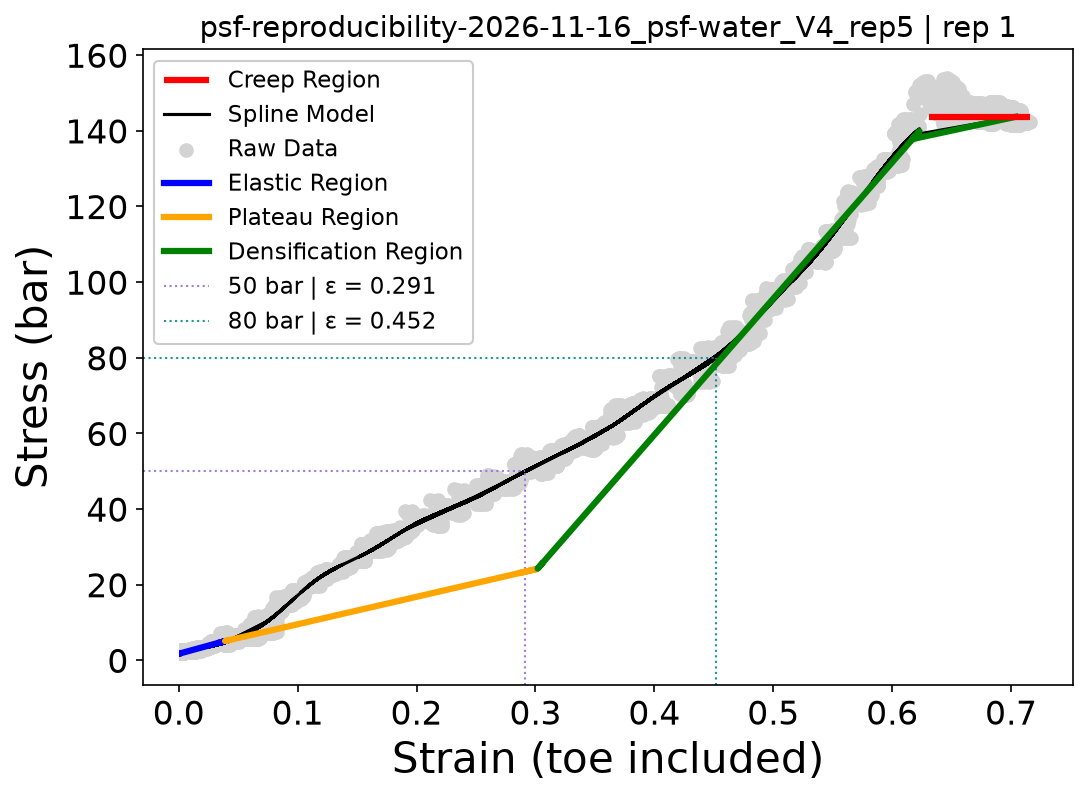 psf-reproducibility-2026-11-16_psf-water_V4_rep5 | rep 1
160
140
120
100
80
60
40
20
0
Stress (bar)
Creep Region
Spline Model
Raw Data
Elastic Region
Plateau Region
Densification Region
50 bar | ε = 0.291
80 bar | ε = 0.452
0.0 0.1 0.2 0.3 0.4 0.5 0.6 0.7
Strain (toe included)